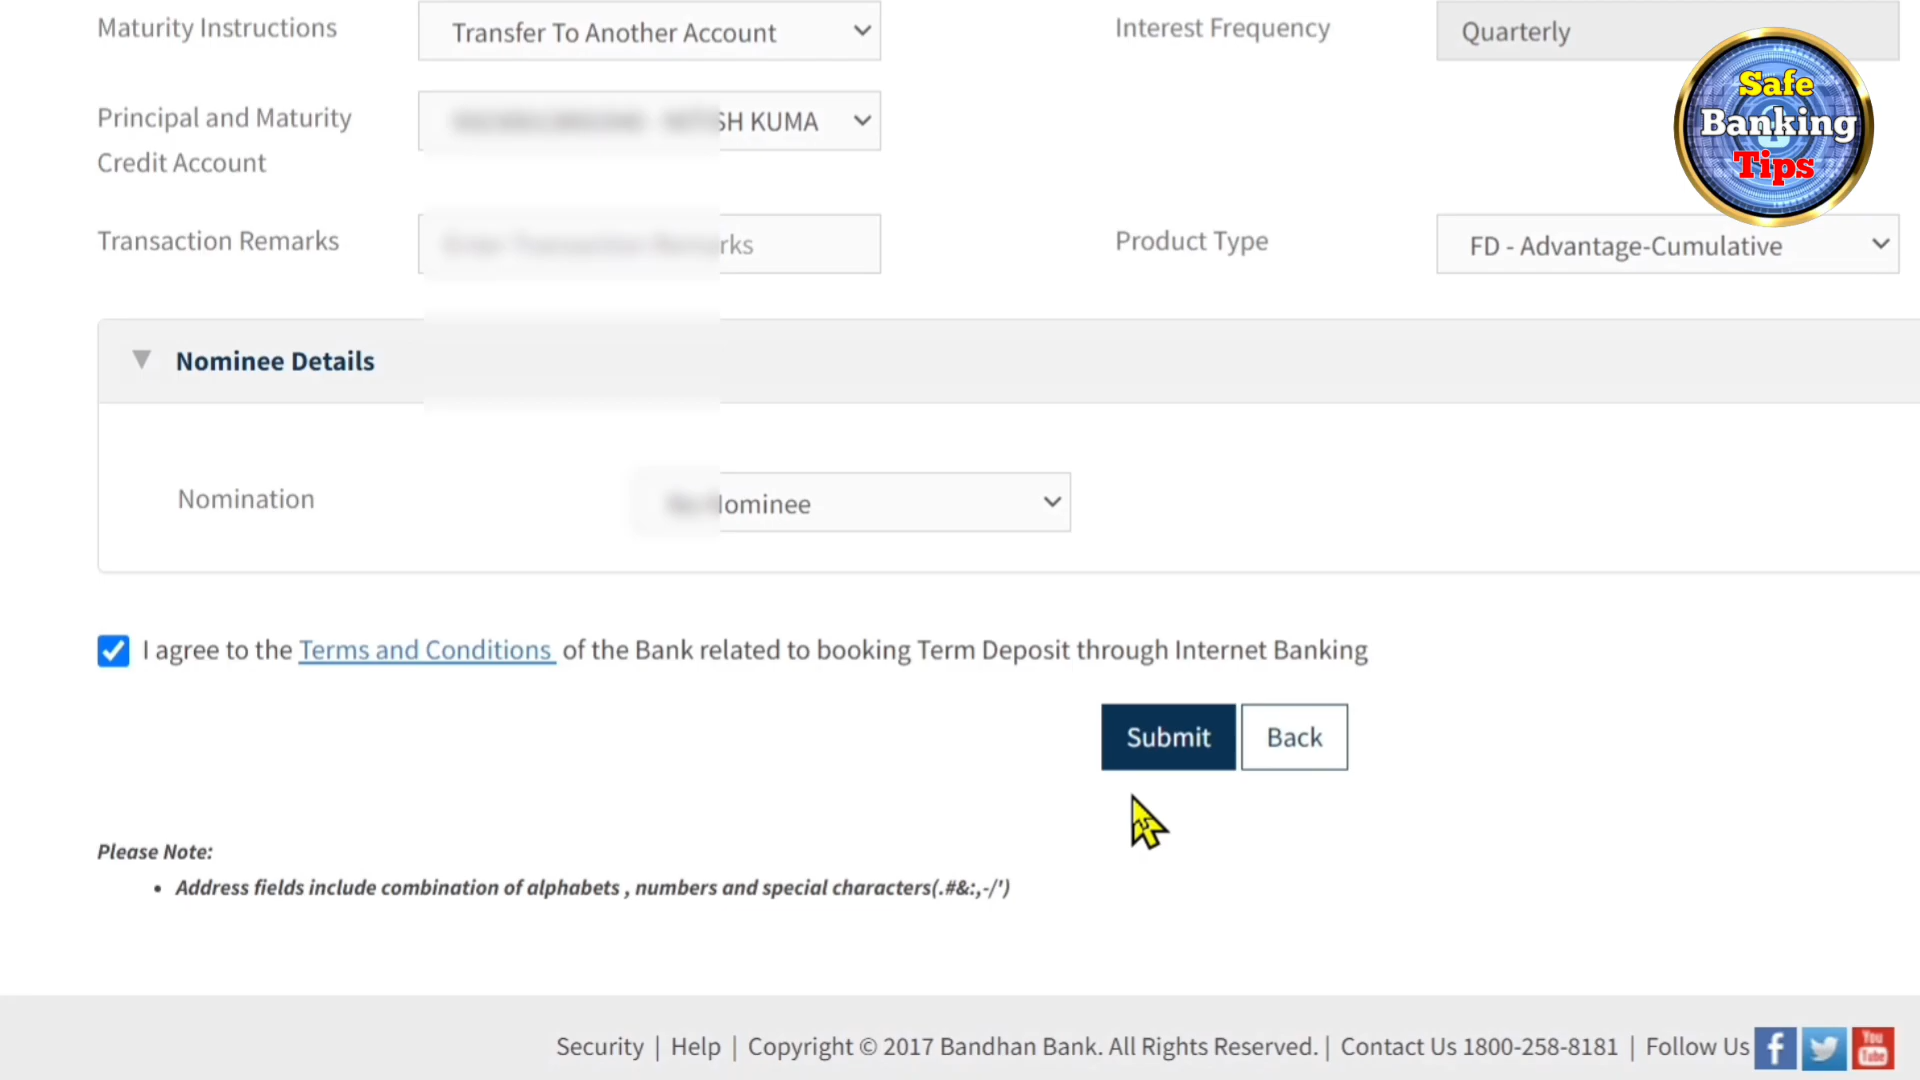 Maturity Instructions
Transfer To Another Account
Interest Frequency
Quarterly
Safe
Banking
Tips
Principal and Maturity
Credit Account
SH KUMA
Transaction Remarks
rks
Product Type
FD - Advantage-Cumulative
Nominee Details
Nomination
Nominee
I agree to the Terms and Conditions of the Bank related to booking Term Deposit through Internet Banking
Submit
Back
Please Note:
• Address fields include combination of alphabets , numbers and special characters(.#&:,-/')
Security | Help | Copyright © 2017 Bandhan Bank. All Rights Reserved. | Contact Us 1800-258-8181 | Follow Us
You
Tube